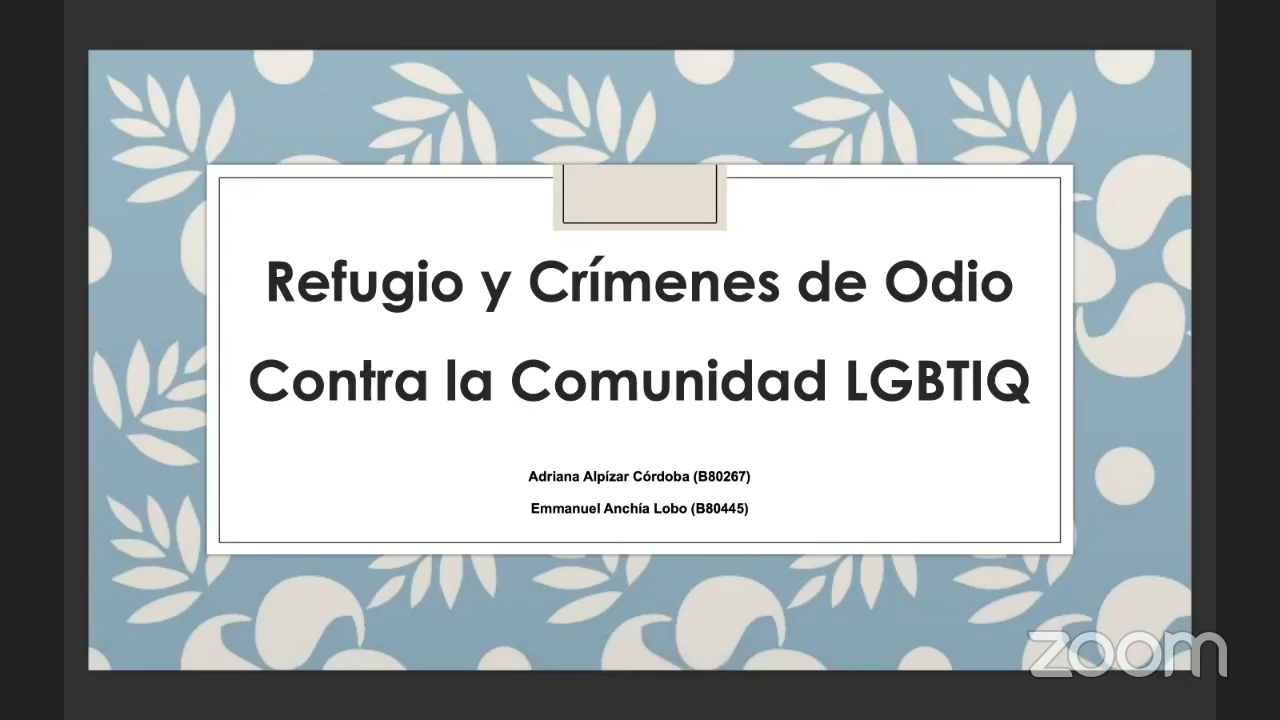 Refugio y Crímenes de Odio
Contra la Comunidad LGBTIQ
Adriana Alpízar Córdoba (B80267)
Emmanuel Anchía Lobo (B80445)
zoom